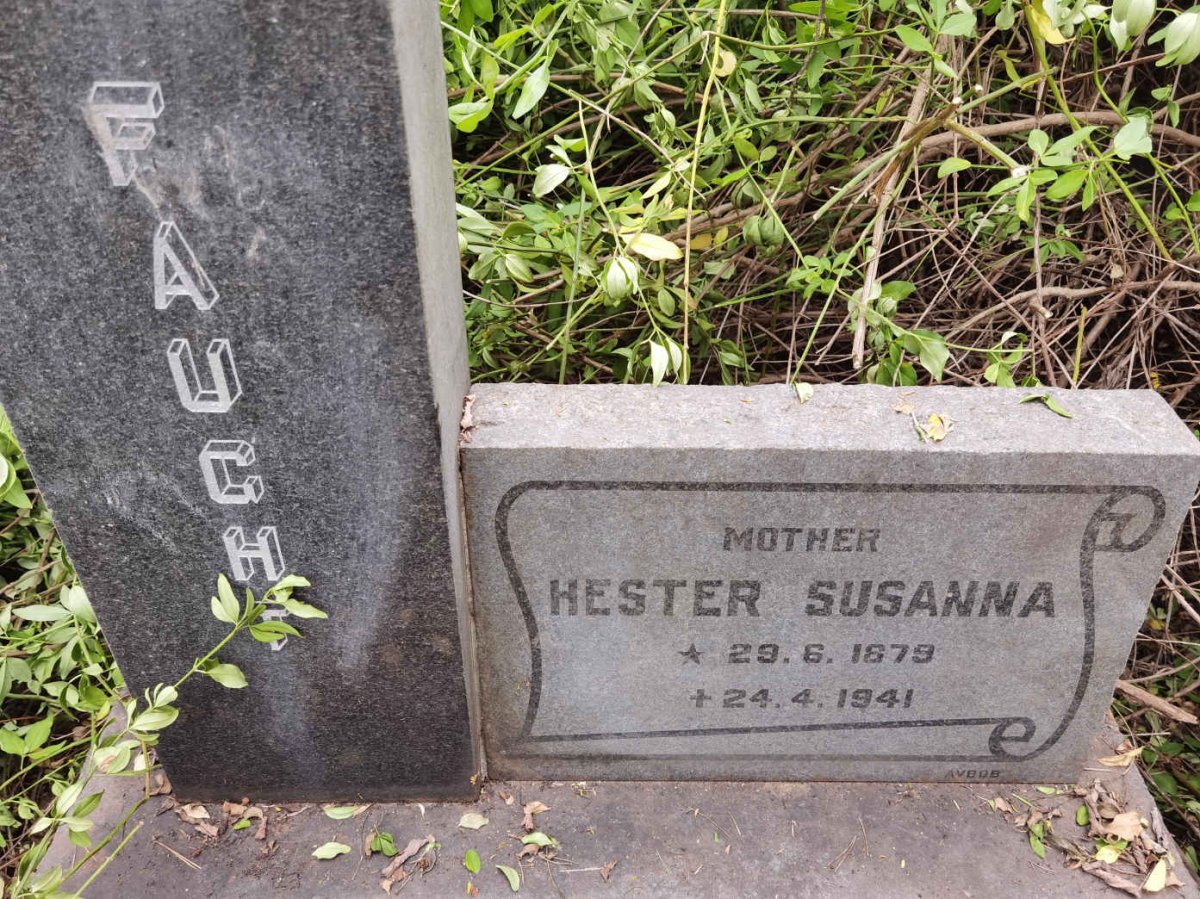 FAUCH
MOTHER
HESTER SUSANNA
★ 29. 6. 1879
✝ 24. 4. 1941
AVBOB